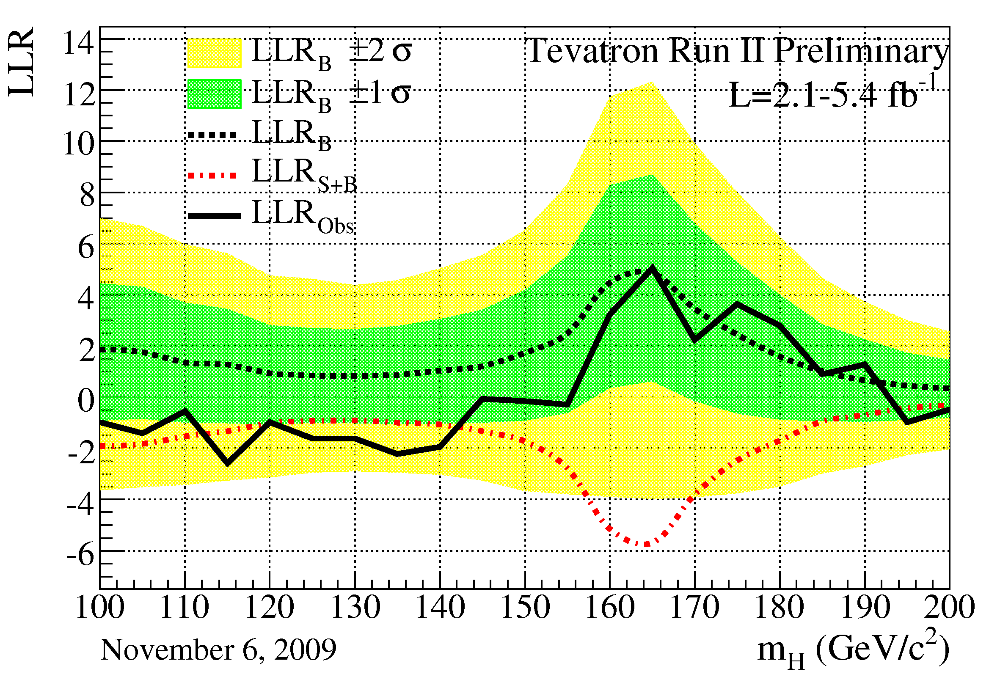 LLR
14
12
10
8
6
4
2
0
-2
-4
-6
LLR_B ±2 σ
LLR_B ±1 σ
LLR_B
LLR_S+B
LLR_Obs
Tevatron Run II Preliminary
L=2.1-5.4 fb^-1
100 110 120 130 140 150 160 170 180 190 200
November 6, 2009
m_H (GeV/c^2)